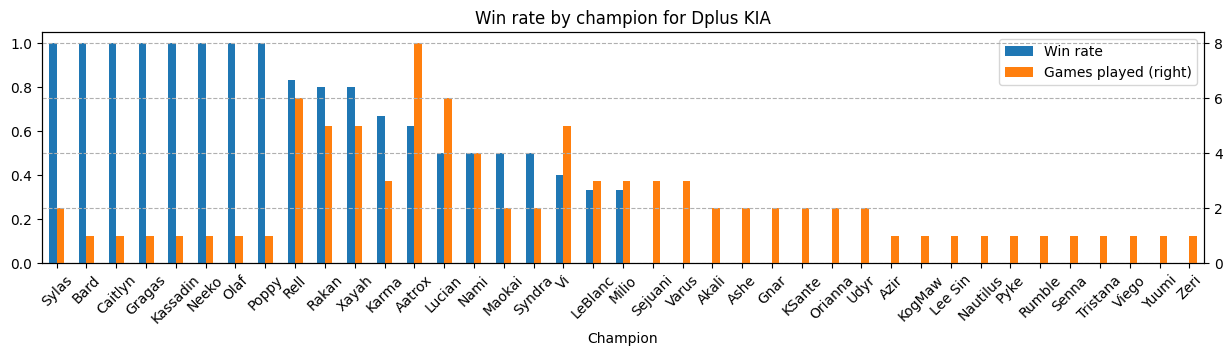 Win rate by champion for Dplus KIA
Win rate
Games played (right)
1.0
0.8
0.6
0.4
0.2
0.0
8
6
4
2
0
Sylas
Bard
Caitlyn
Gragas
Kassadin
Neeko
Olaf
Poppy
Rell
Rakan
Xayah
Karma
Aatrox
Lucian
Nami
Maokai
Syndra
Vi
LeBlanc
Milio
Sejuani
Varus
Akali
Ashe
Gnar
KSante
Orianna
Udyr
Azir
KogMaw
Lee Sin
Nautilus
Pyke
Rumble
Senna
Tristana
Viego
Yuumi
Zeri
Champion